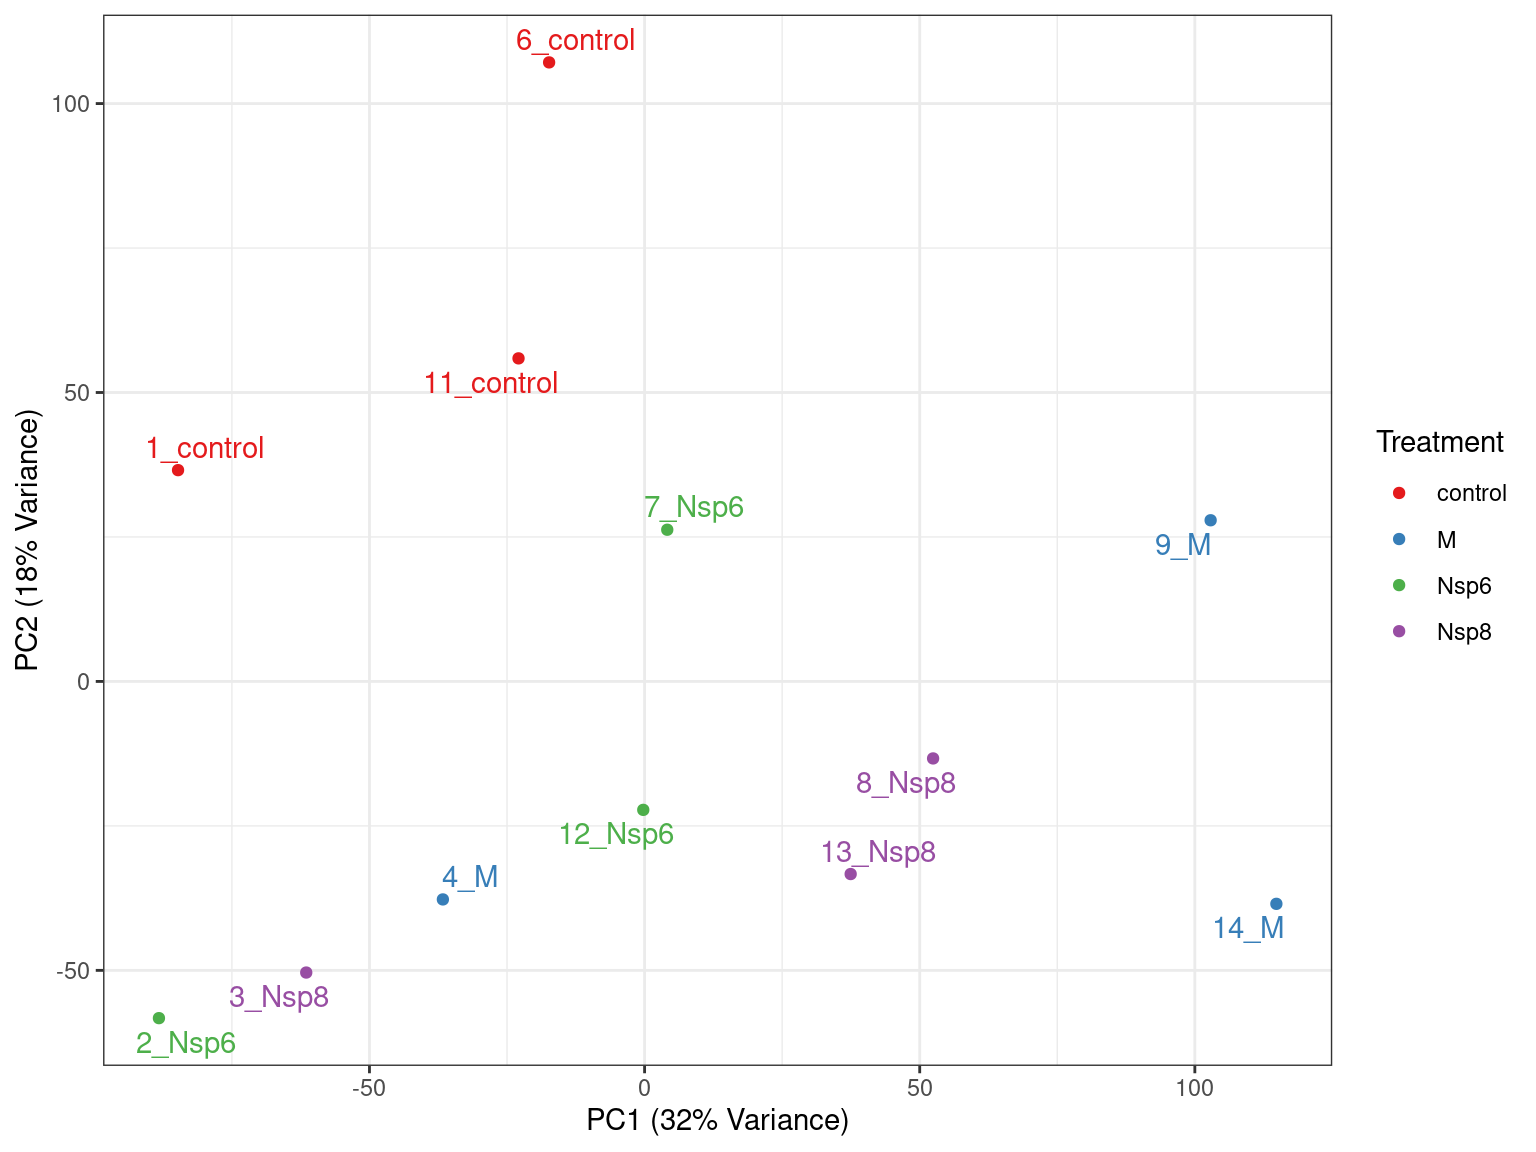 6_control
100
11_control
50
1_control
7_Nsp6
9_M
PC2 (18% Variance)
0
8_Nsp8
12_Nsp6
13_Nsp8
4_M
14_M
-50
3_Nsp8
2_Nsp6
-50
0
50
100
PC1 (32% Variance)
Treatment
control
M
Nsp6
Nsp8